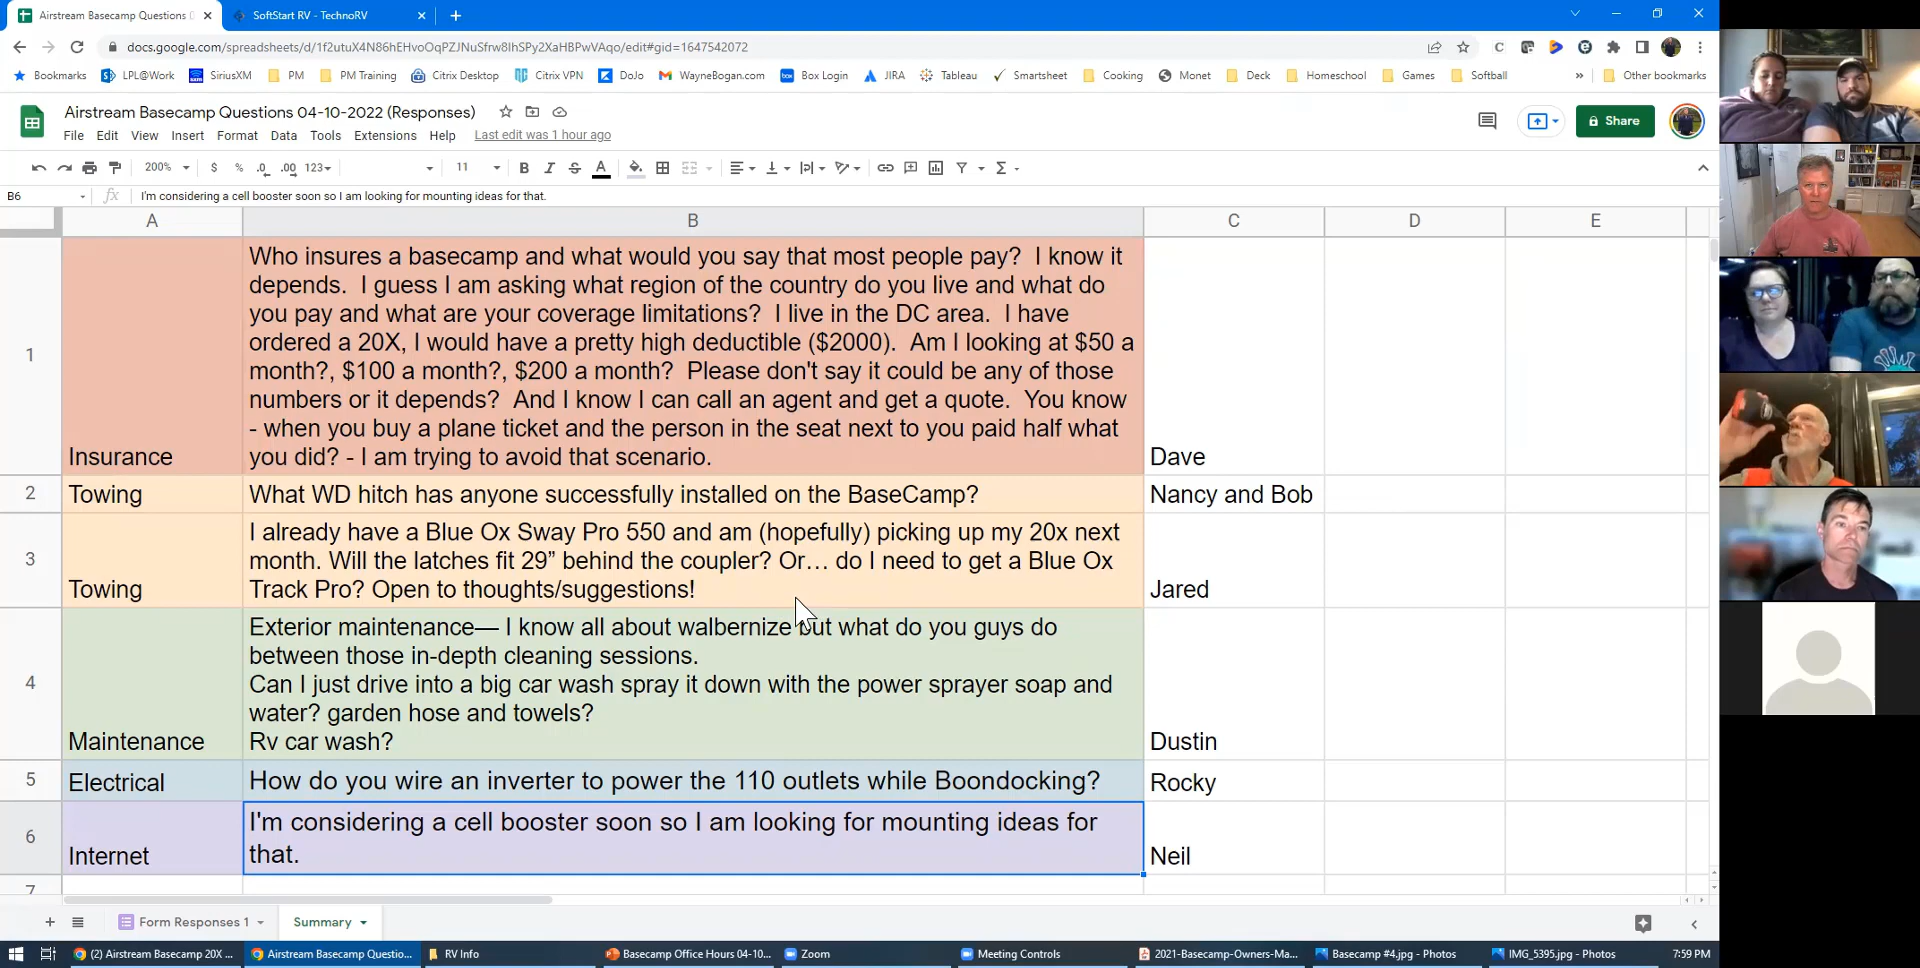 Airstream Basecamp Questions
SoftStart RV - TechnoRV
docs.google.com/spreadsheets/d/1f2utuX4N86hEHvoOqPZJNuSfrw8IhSPy2XaHBPwVAqo/edit#gid=1647542072
Bookmarks LPL@Work SiriusXM PM PM Training Citrix Desktop Citrix VPN DoJo WayneBogan.com Box Login JIRA Tableau Smartsheet Cooking Monet Deck Homeschool Games Softball » Other bookmarks
Airstream Basecamp Questions 04-10-2022 (Responses)
File Edit View Insert Format Data Tools Extensions Help Last edit was 1 hour ago
Share
200% $ % .0 .00 123 11 B I S A
B6 fx I'm considering a cell booster soon so I am looking for mounting ideas for that.
A B C D E
1
Insurance
Who insures a basecamp and what would you say that most people pay? I know it
depends. I guess I am asking what region of the country do you live and what do
you pay and what are your coverage limitations? I live in the DC area. I have
ordered a 20X, I would have a pretty high deductible ($2000). Am I looking at $50 a
month?, $100 a month?, $200 a month? Please don't say it could be any of those
numbers or it depends? And I know I can call an agent and get a quote. You know
- when you buy a plane ticket and the person in the seat next to you paid half what
you did? - I am trying to avoid that scenario.
Dave
2 Towing What WD hitch has anyone successfully installed on the BaseCamp? Nancy and Bob
3
Towing
I already have a Blue Ox Sway Pro 550 and am (hopefully) picking up my 20x next
month. Will the latches fit 29” behind the coupler? Or… do I need to get a Blue Ox
Track Pro? Open to thoughts/suggestions!
Jared
4
Maintenance
Exterior maintenance— I know all about walbernize but what do you guys do
between those in-depth cleaning sessions.
Can I just drive into a big car wash spray it down with the power sprayer soap and
water? garden hose and towels?
Rv car wash?
Dustin
5 Electrical How do you wire an inverter to power the 110 outlets while Boondocking? Rocky
6
Internet
I'm considering a cell booster soon so I am looking for mounting ideas for
that.
Neil
7
Form Responses 1 Summary
(2) Airstream Basecamp 20X ... Airstream Basecamp Questio... RV Info Basecamp Office Hours 04-10... Zoom Meeting Controls 2021-Basecamp-Owners-Ma... Basecamp #4.jpg - Photos IMG_5395.jpg - Photos 7:59 PM